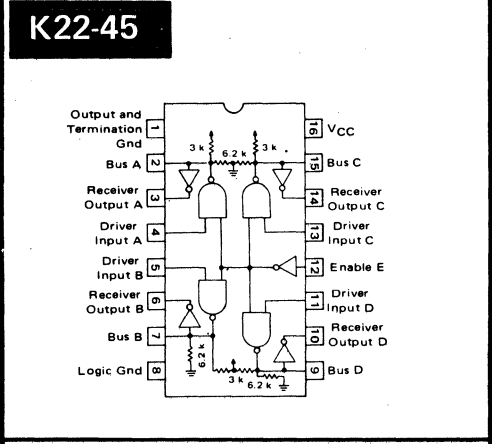 K22-45
Output and
Termination
Gnd
1
16
VCC
3 k
6.2 k
3 k
Bus A
2
15
Bus C
Receiver
Output A
3
14
Receiver
Output C
Driver
Input A
4
13
Driver
Input C
Driver
Input B
5
12
Enable E
Receiver
Output B
6
11
Driver
Input D
Bus B
7
10
Receiver
Output D
6.2 k
3 k
6.2 k
Logic Gnd
8
9
Bus D